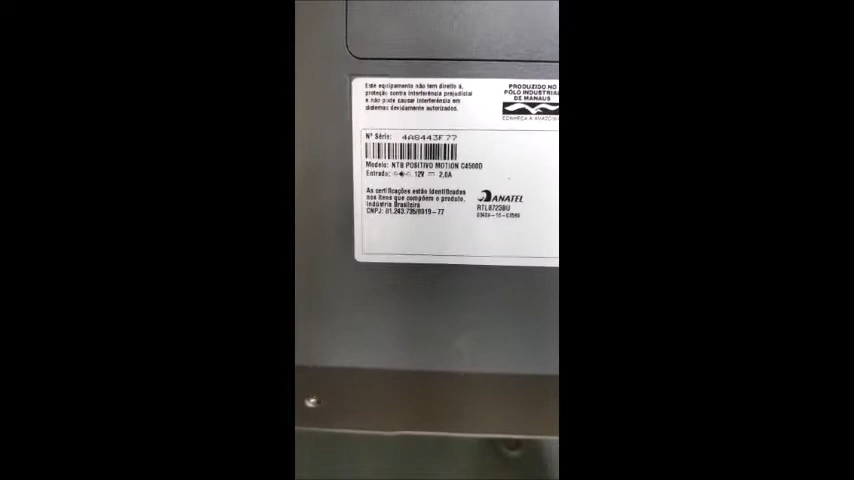 Este equipamento não tem direito à
proteção contra interferência prejudicial
e não pode causar interferência em
sistemas devidamente autorizados.
PRODUZIDO NO
PÓLO INDUSTRIAL
DE MANAUS
CONHEÇA A AMAZÔNIA
Nº Série: 4A8443F77
Modelo: NTB POSITIVO MOTION C4500D
Entrada: 12V 2,0A
As certificações estão identificadas
nos itens que compõem o produto.
Indústria Brasileira
CNPJ: 81.243.735/0019-77
ANATEL
RTL8723BU